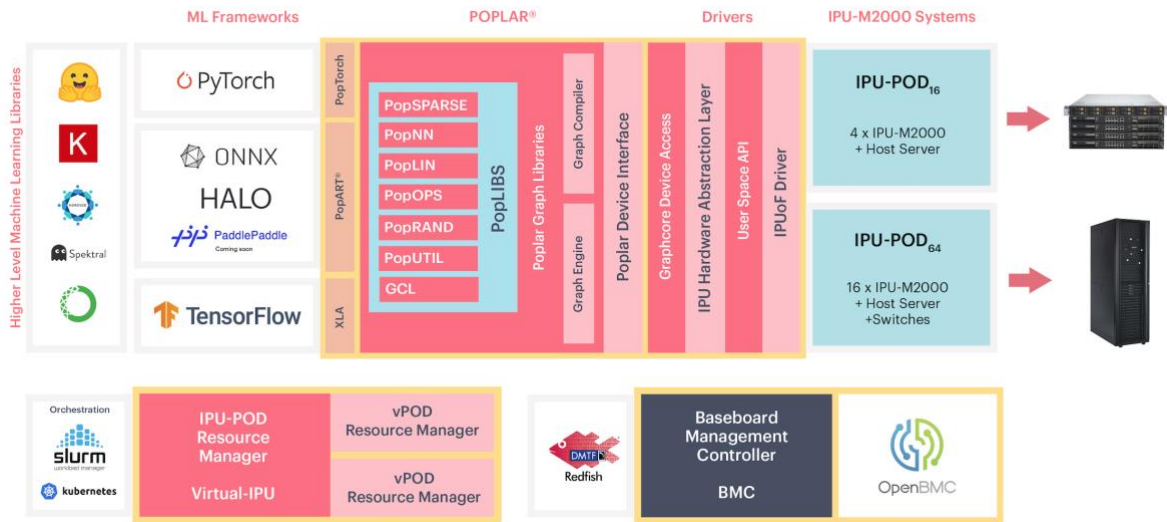 ML Frameworks
POPLAR®
Drivers
IPU-M2000 Systems
Higher Level Machine Learning Libraries
K
HOROVOD
Spektral
PyTorch
ONNX
HALO
PaddlePaddle
Coming soon
TensorFlow
PopTorch
PopART®
XLA
PopSPARSE
PopNN
PopLIN
PopOPS
PopRAND
PopUTIL
GCL
PopLIBS
Poplar Graph Libraries
Graph Compiler
Graph Engine
Poplar Device Interface
Graphcore Device Access
IPU Hardware Abstraction Layer
User Space API
IPUoF Driver
IPU-POD₁₆
4 x IPU-M2000
+ Host Server
IPU-POD₆₄
16 x IPU-M2000
+ Host Server
+Switches
Orchestration
slurm
workload manager
kubernetes
IPU-POD
Resource
Manager
Virtual-IPU
vPOD
Resource Manager
vPOD
Resource Manager
DMTF
Redfish
Baseboard
Management
Controller
BMC
OpenBMC